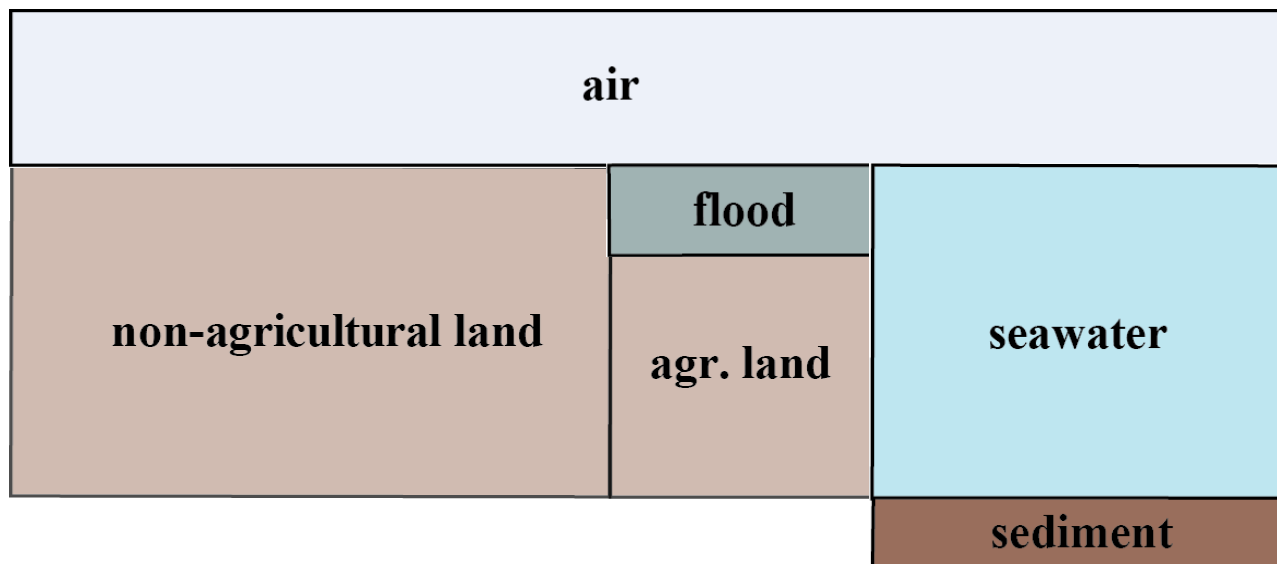 air
flood
non-agricultural land
agr. land
seawater
sediment